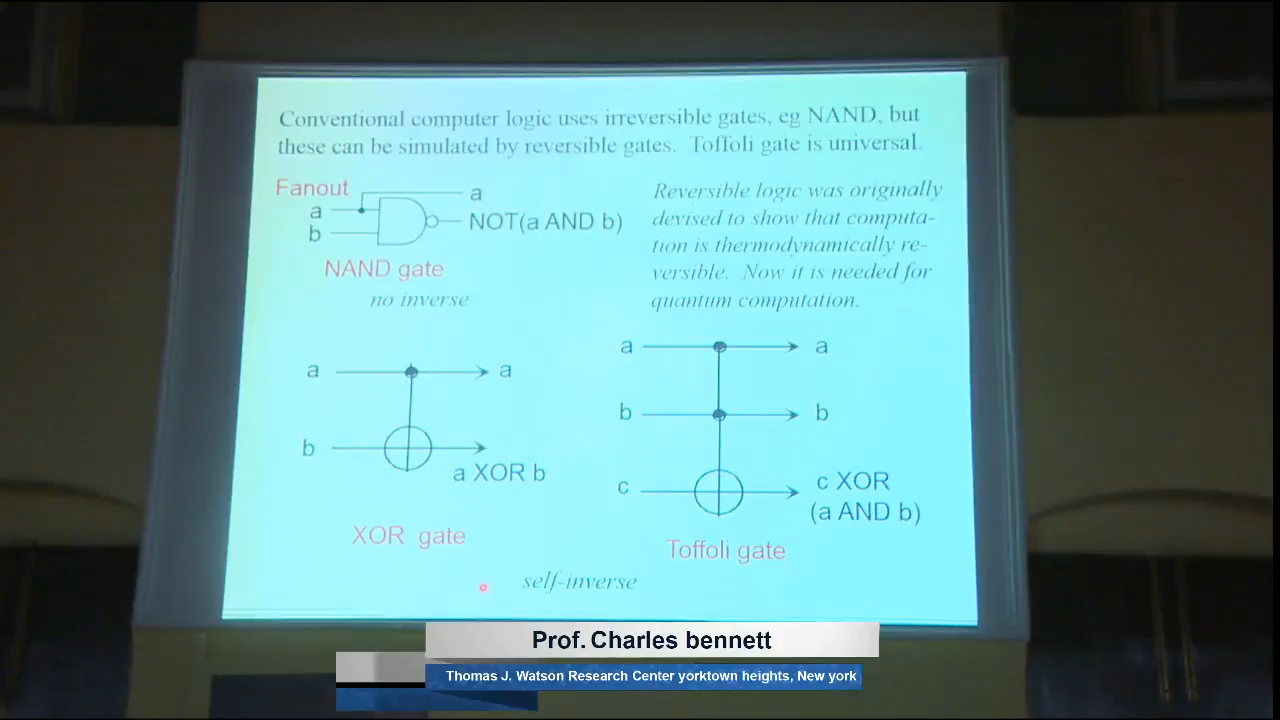 Conventional computer logic uses irreversible gates, eg NAND, but
these can be simulated by reversible gates. Toffoli gate is universal.
Fanout
a
a
b
NOT(a AND b)
NAND gate
no inverse
Reversible logic was originally
devised to show that computa-
tion is thermodynamically re-
versible. Now it is needed for
quantum computation.
a
a
b
a XOR b
XOR gate
a
a
b
b
c
c XOR
(a AND b)
Toffoli gate
self-inverse
Prof. Charles bennett
Thomas J. Watson Research Center yorktown heights, New york